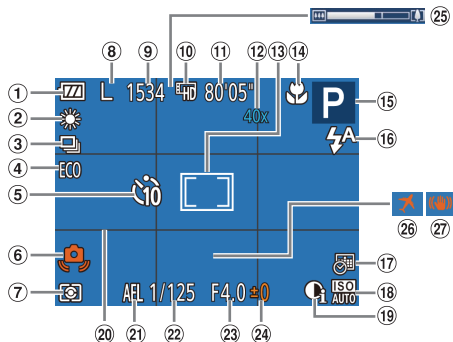 ㉕
⑧ ⑨ ⑩ ⑪ ⑫ ⑬ ⑭
① L 1534 HD 80'05" P ⑮
② 40x
③ A ⑯
④ ECO
⑤ 10
㉖ ㉗
⑥ ⑰
⑦ AEL 1/125 F4.0 ±0 i ISO AUTO ⑱
⑳ ㉑ ㉒ ㉓ ㉔ ⑲